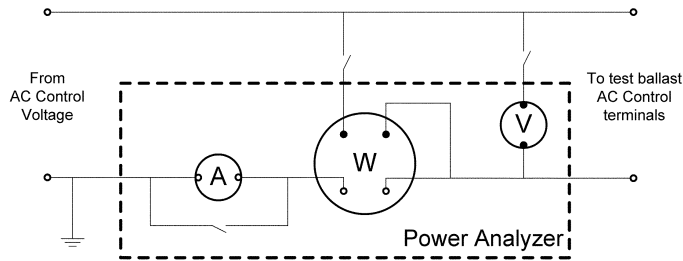 From
AC Control
Voltage
To test ballast
AC Control
terminals
A
W
V
Power Analyzer